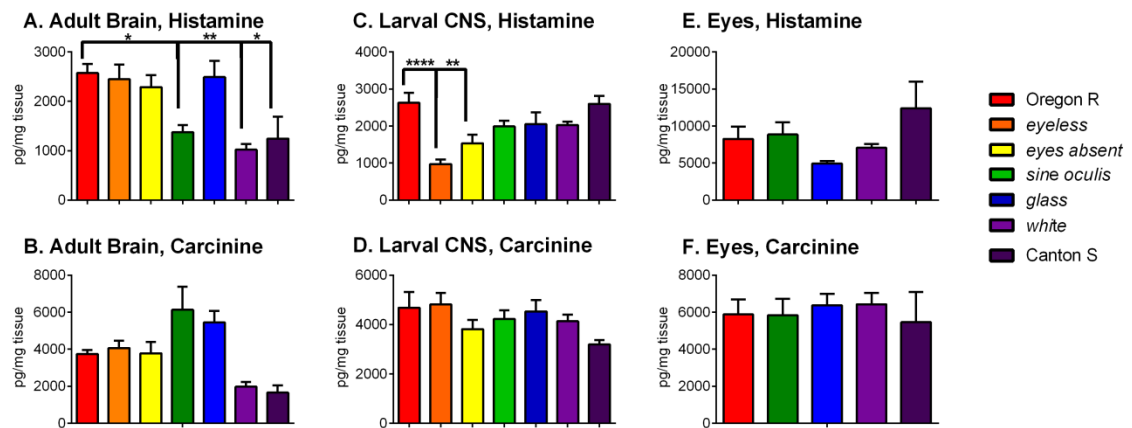 A. Adult Brain, Histamine
* ** *
3000
2000
1000
0
pg/mg tissue
C. Larval CNS, Histamine
**** **
4000
3000
2000
1000
0
pg/mg tissue
E. Eyes, Histamine
20000
15000
10000
5000
0
pg/mg tissue
B. Adult Brain, Carcinine
8000
6000
4000
2000
0
pg/mg tissue
D. Larval CNS, Carcinine
6000
4000
2000
0
pg/mg tissue
F. Eyes, Carcinine
8000
6000
4000
2000
0
pg/mg tissue
Oregon R
eyeless
eyes absent
sine oculis
glass
white
Canton S